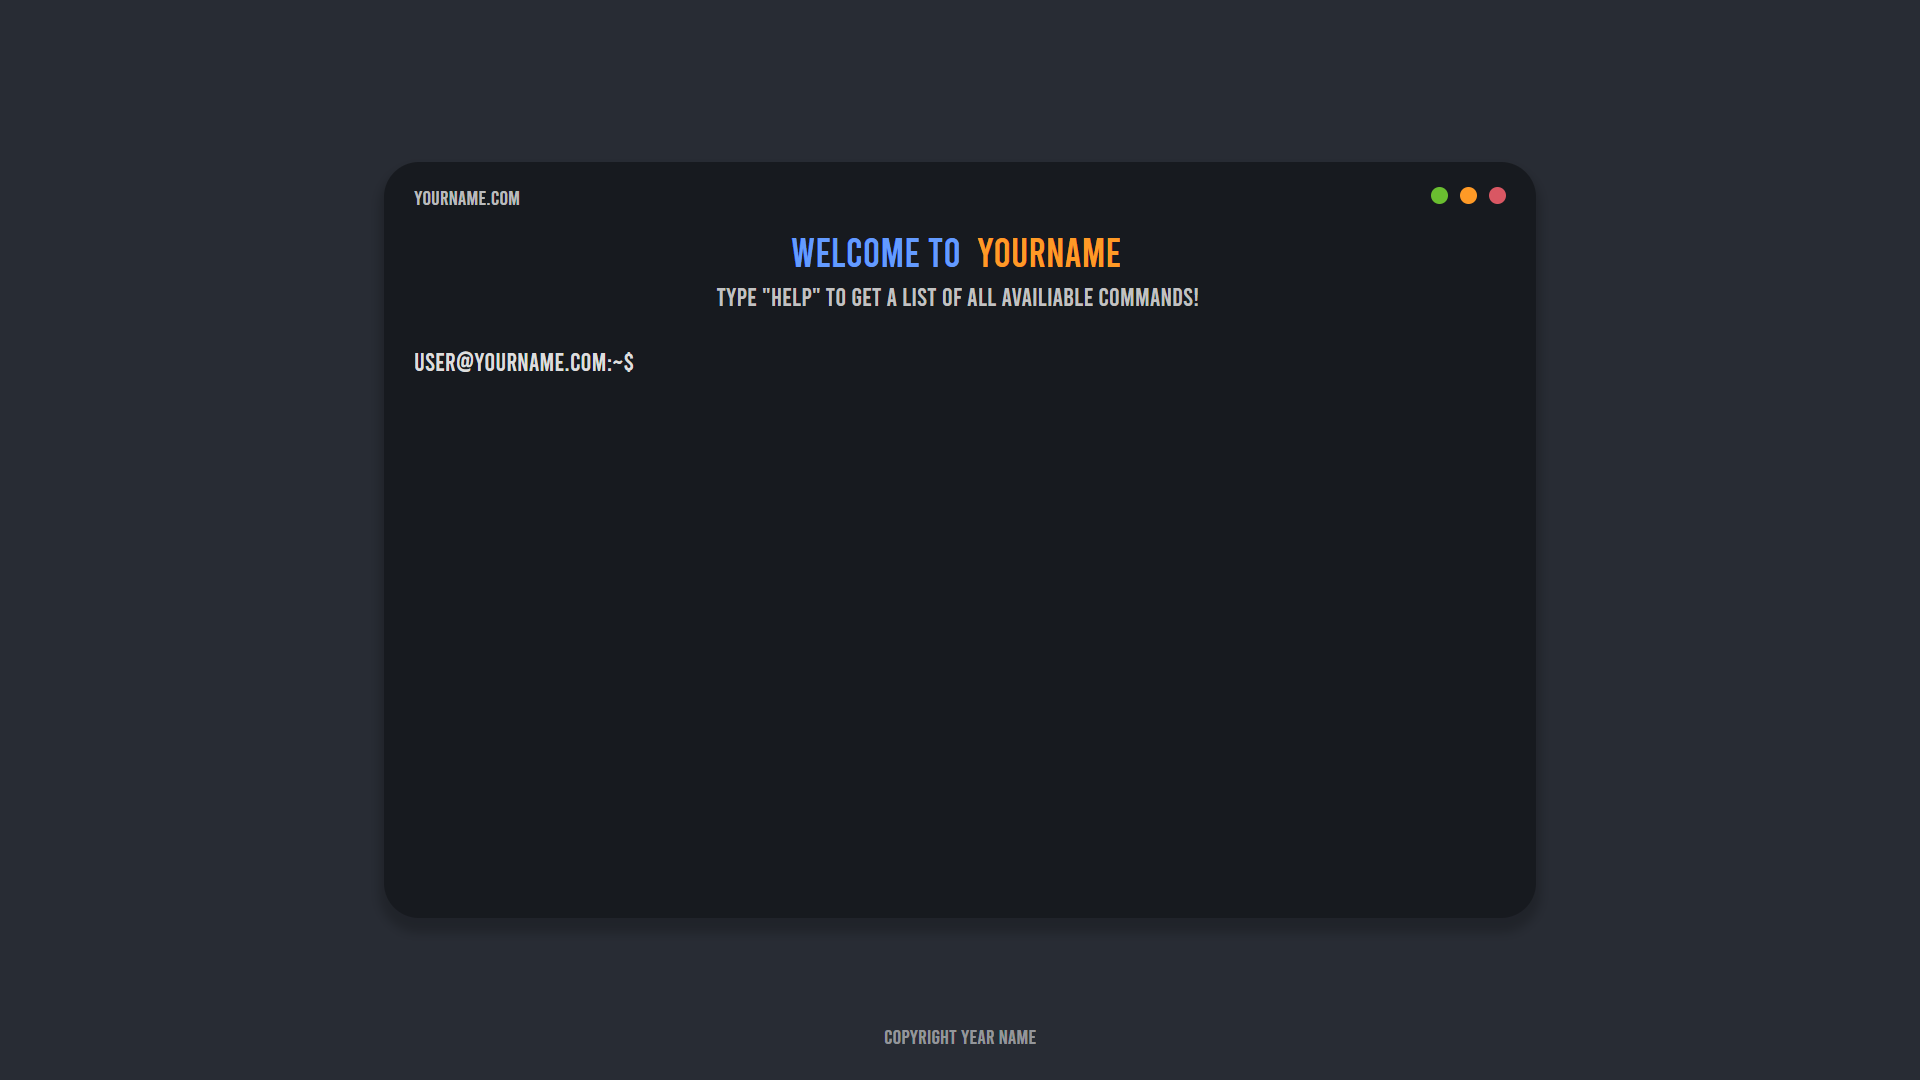 YOURNAME.COM
WELCOME TO YOURNAME
TYPE "HELP" TO GET A LIST OF ALL AVAILIABLE COMMANDS!
USER@YOURNAME.COM:~$
COPYRIGHT YEAR NAME